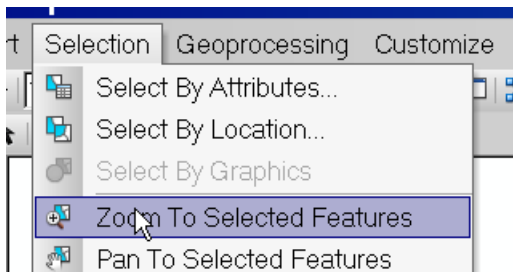 Selection Geoprocessing Customize
Select By Attributes...
Select By Location...
Select By Graphics
Zoom To Selected Features
Pan To Selected Features